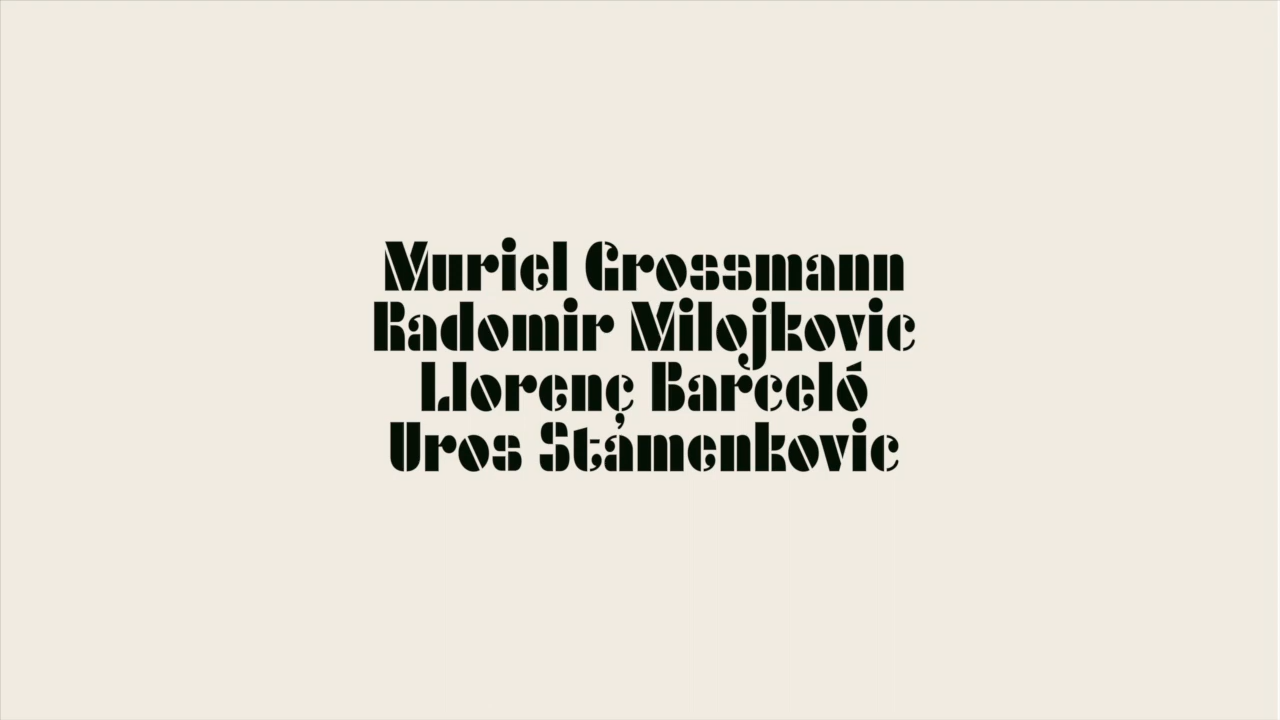 Muriel Grossmann
Radomir Milojkovic
Llorenç Barceló
Uros Stamenkovic